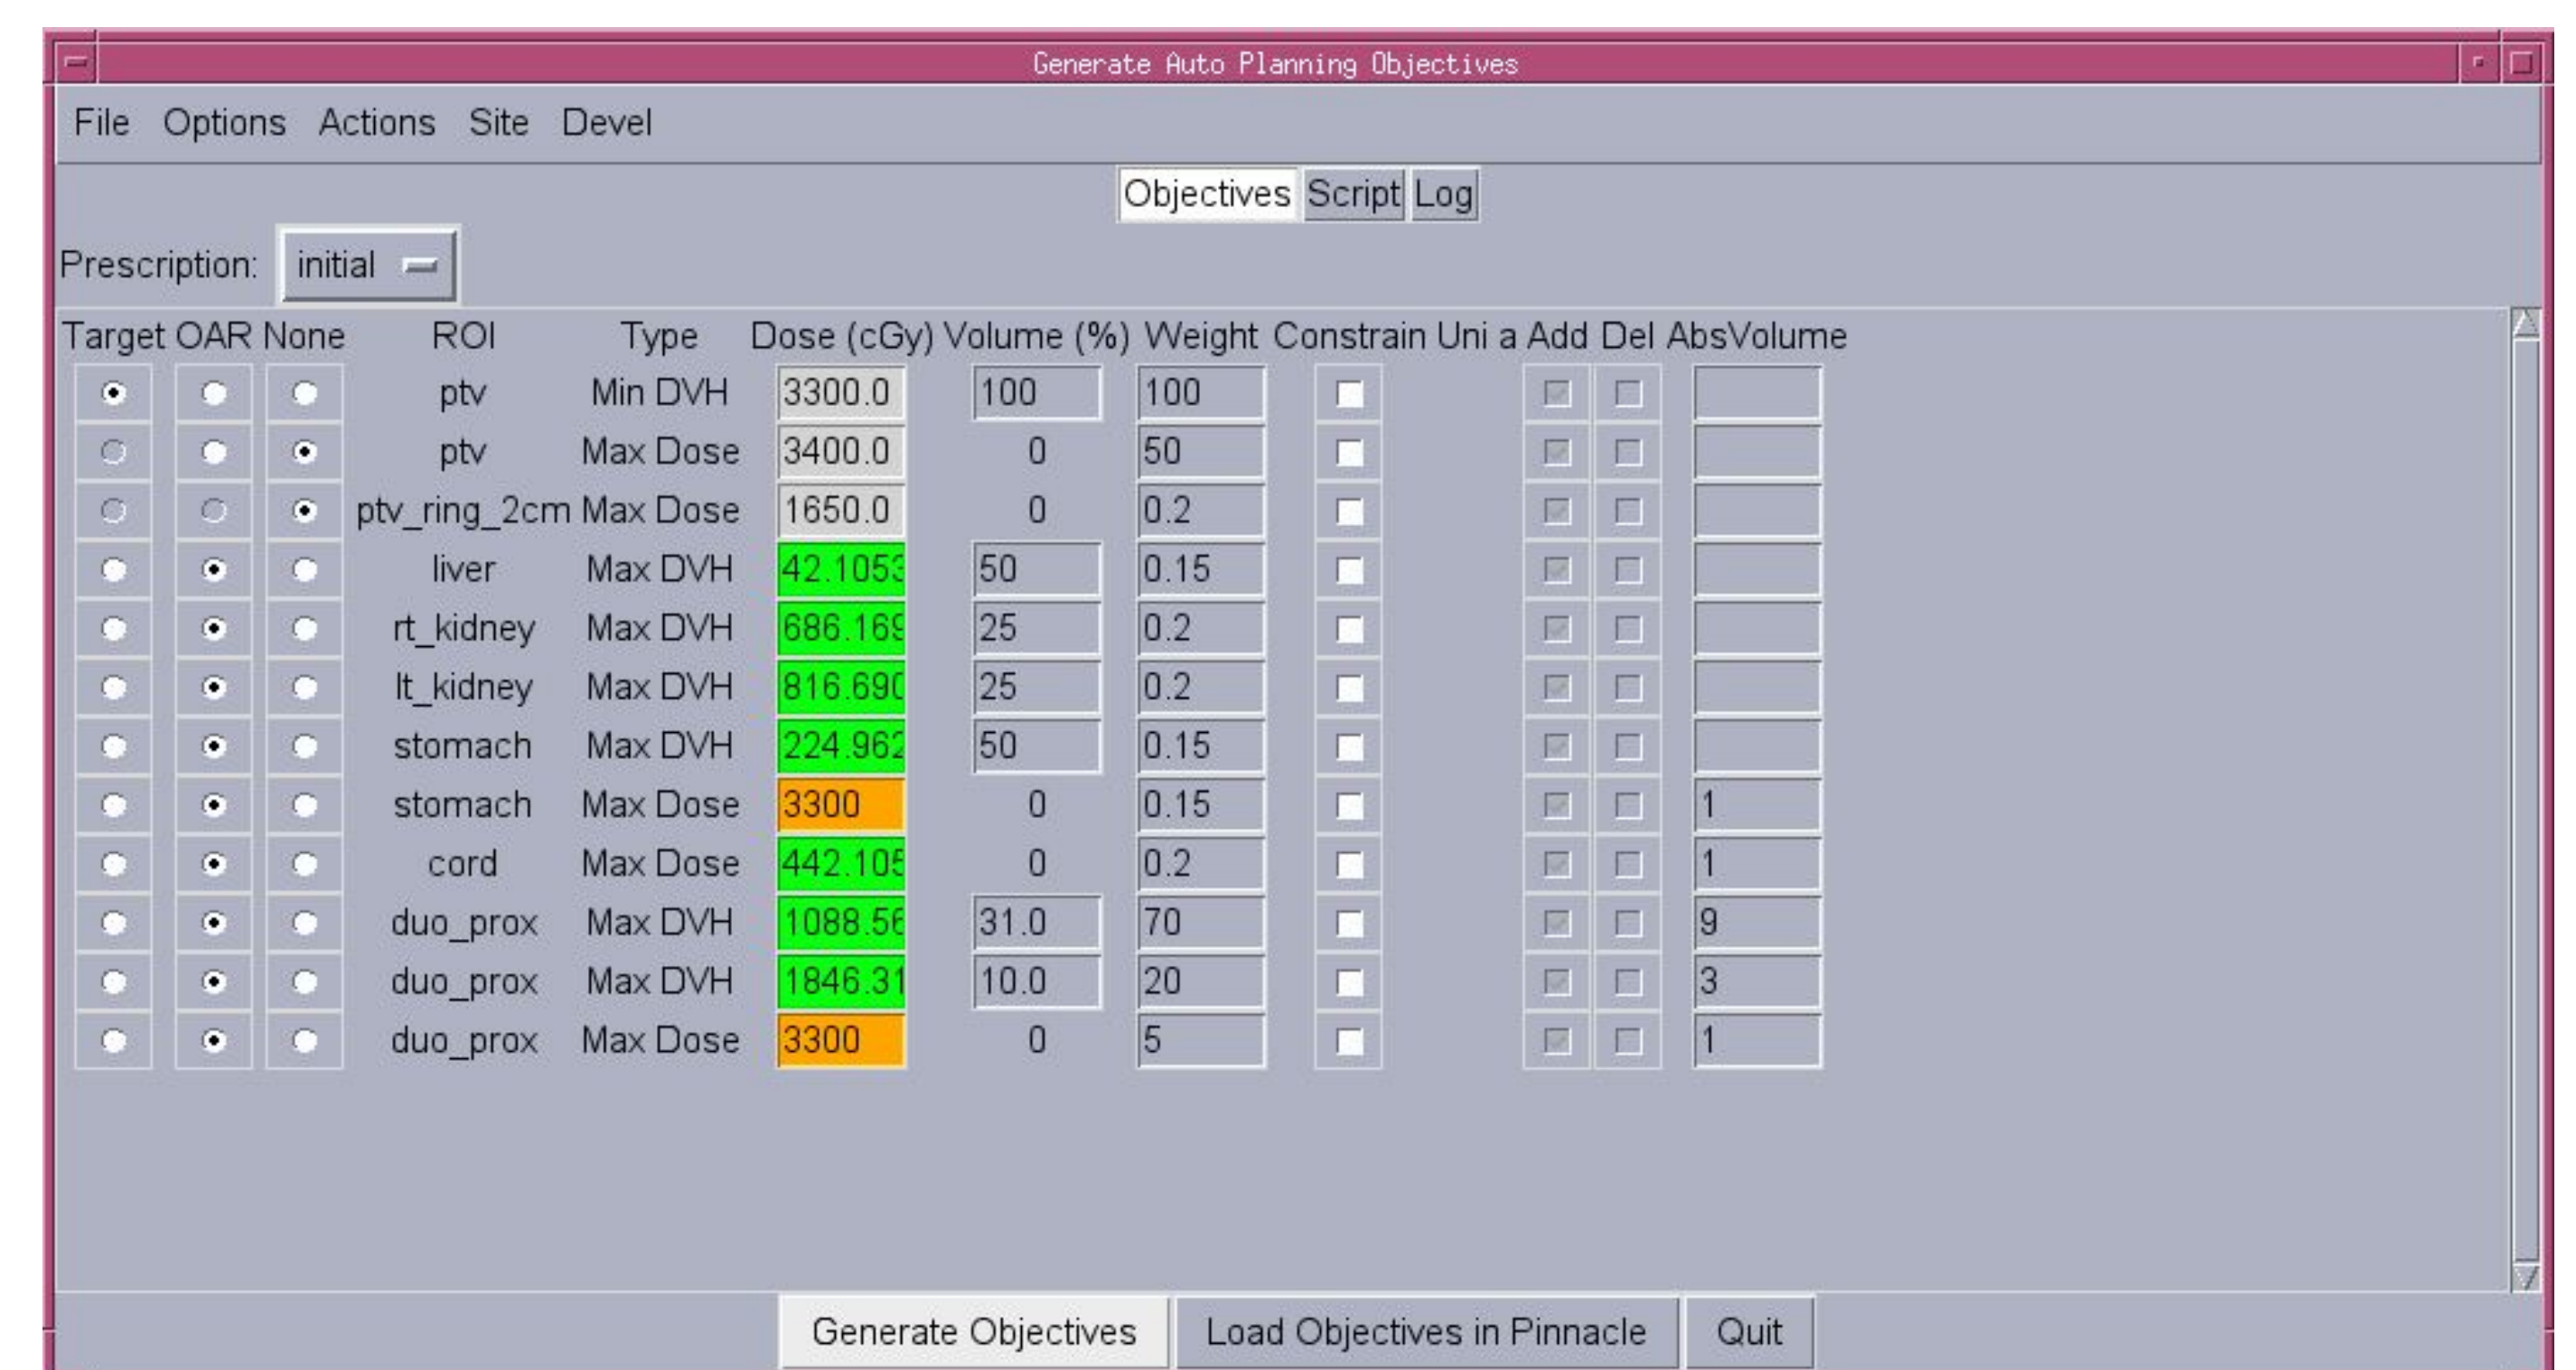 Generate Auto Planning Objectives
File Options Actions Site Devel
Objectives Script Log
Prescription: initial
Target OAR None ROI Type Dose (cGy) Volume (%) Weight Constrain Uni a Add Del AbsVolume
ptv Min DVH 3300.0 100 100
ptv Max Dose 3400.0 0 50
ptv_ring_2cm Max Dose 1650.0 0 0.2
liver Max DVH 42.1053 50 0.15
rt_kidney Max DVH 686.169 25 0.2
lt_kidney Max DVH 816.690 25 0.2
stomach Max DVH 224.962 50 0.15
stomach Max Dose 3300 0 0.15 1
cord Max Dose 442.105 0 0.2 1
duo_prox Max DVH 1088.56 31.0 70 9
duo_prox Max DVH 1846.31 10.0 20 3
duo_prox Max Dose 3300 0 5 1
Generate Objectives Load Objectives in Pinnacle Quit